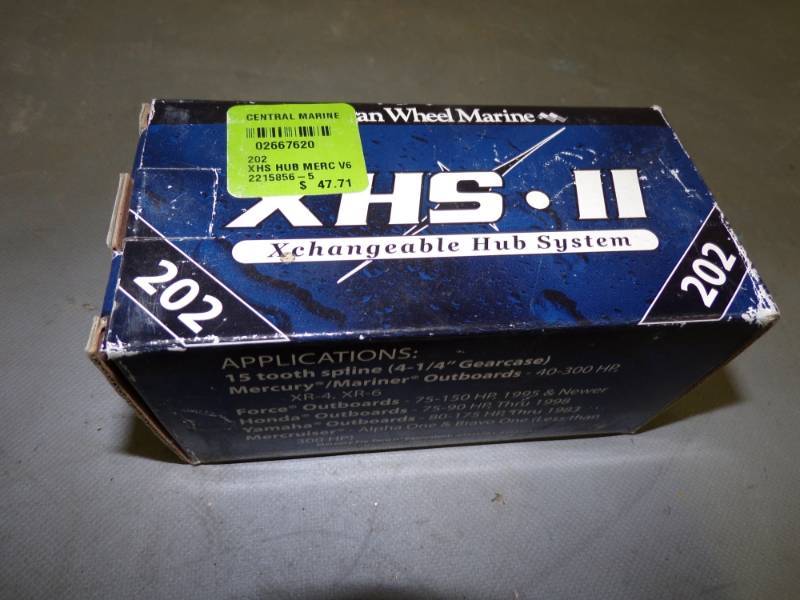 CENTRAL MARINE
02667620
202
XHS HUB MERC V6
2215856-5
$ 47.71
an Wheel Marine
XHS·II
Xchangeable Hub System
202
202
APPLICATIONS:
15 tooth spline (4-1/4" Gearcase)
Mercury®/Mariner® Outboards - 40-300 HP,
XR-4, XR-6
Force® Outboards - 75-150 HP, 1995 & Newer
Honda® Outboards - 75-90 HP, Thru 1998
Yamaha® Outboards - 80-175 HP Thru 1983
Mercruiser® - Alpha One & Bravo One (Less than
300 HP)